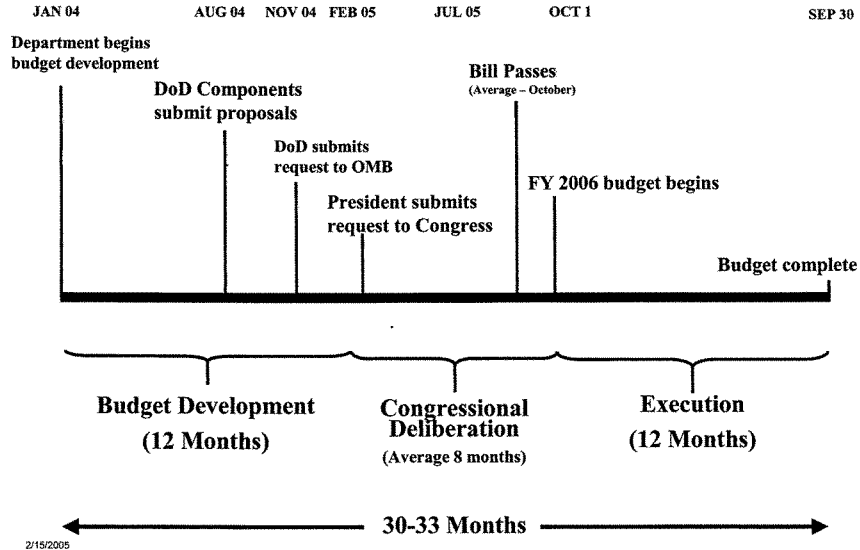 JAN 04 AUG 04 NOV 04 FEB 05 JUL 05 OCT 1 SEP 30
Department begins
budget development
DoD Components
submit proposals
DoD submits
request to OMB
President submits
request to Congress
Bill Passes
(Average – October)
FY 2006 budget begins
Budget complete
Budget Development
(12 Months)
Congressional
Deliberation
(Average 8 months)
Execution
(12 Months)
30-33 Months
2/15/2005